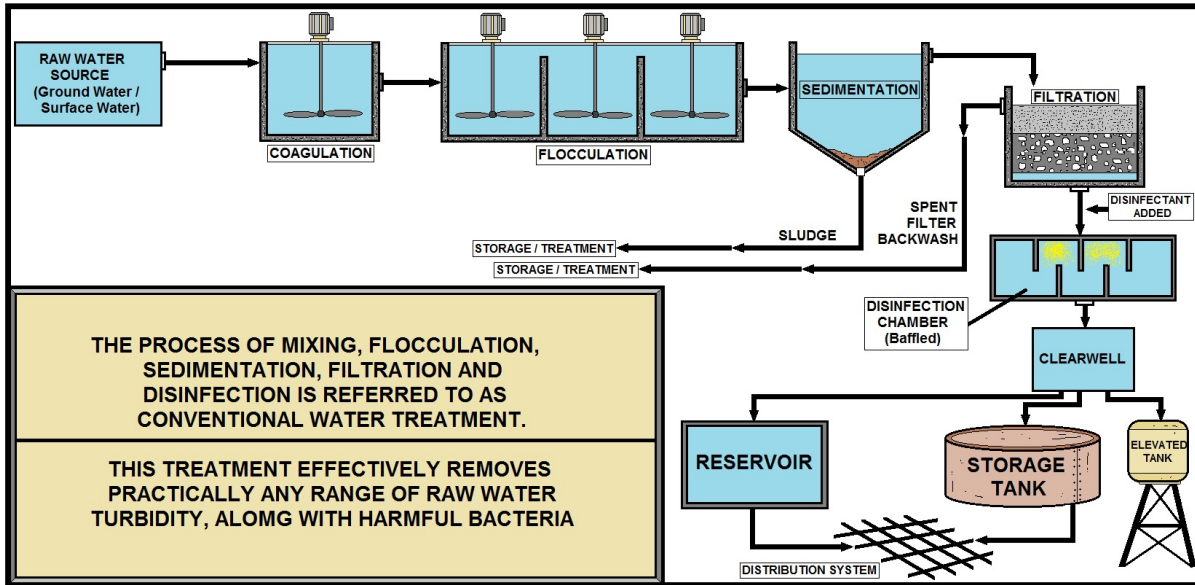 RAW WATER
SOURCE
(Ground Water /
Surface Water)
COAGULATION
FLOCCULATION
SEDIMENTATION
FILTRATION
DISINFECTANT
ADDED
SPENT
FILTER
BACKWASH
SLUDGE
STORAGE / TREATMENT
STORAGE / TREATMENT
DISINFECTION
CHAMBER
(Baffled)
CLEARWELL
RESERVOIR
STORAGE
TANK
ELEVATED
TANK
DISTRIBUTION SYSTEM
THE PROCESS OF MIXING, FLOCCULATION,
SEDIMENTATION, FILTRATION AND
DISINFECTION IS REFERRED TO AS
CONVENTIONAL WATER TREATMENT.
THIS TREATMENT EFFECTIVELY REMOVES
PRACTICALLY ANY RANGE OF RAW WATER
TURBIDITY, ALOMG WITH HARMFUL BACTERIA